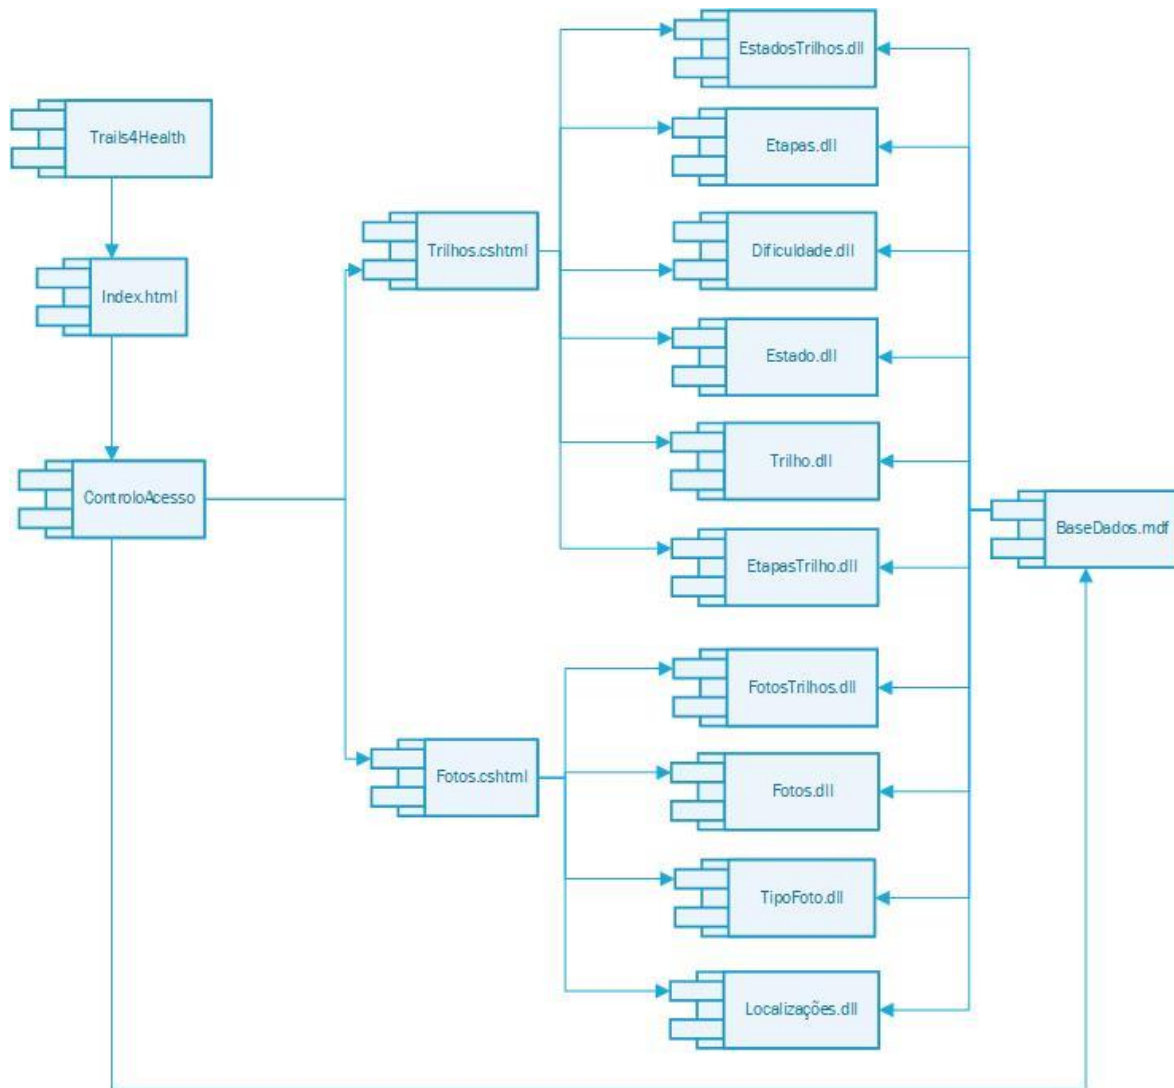 Trails4Health
Index.html
ControloAcesso
Trilhos.cshtml
Fotos.cshtml
EstadosTrilhos.dll
Etapas.dll
Dificuldade.dll
Estado.dll
Trilho.dll
EtapasTrilho.dll
FotosTrilhos.dll
Fotos.dll
TipoFoto.dll
Localizações.dll
BaseDados.mdf